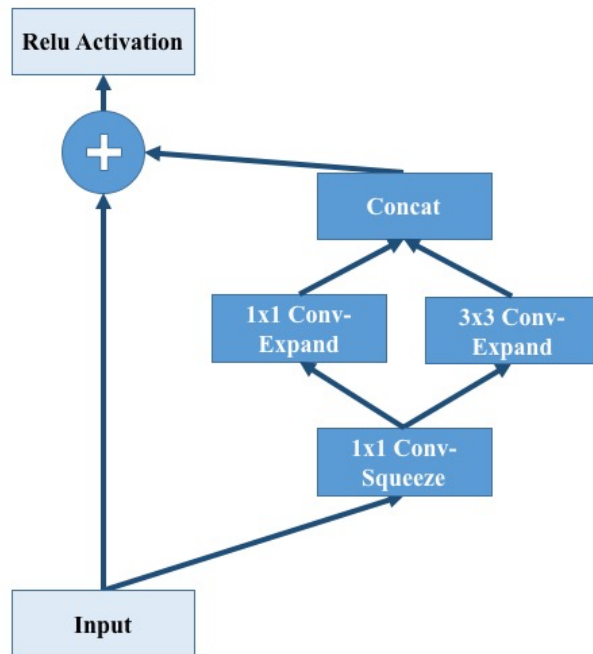 Relu Activation
+
Concat
1x1 Conv-
Expand
3x3 Conv-
Expand
1x1 Conv-
Squeeze
Input